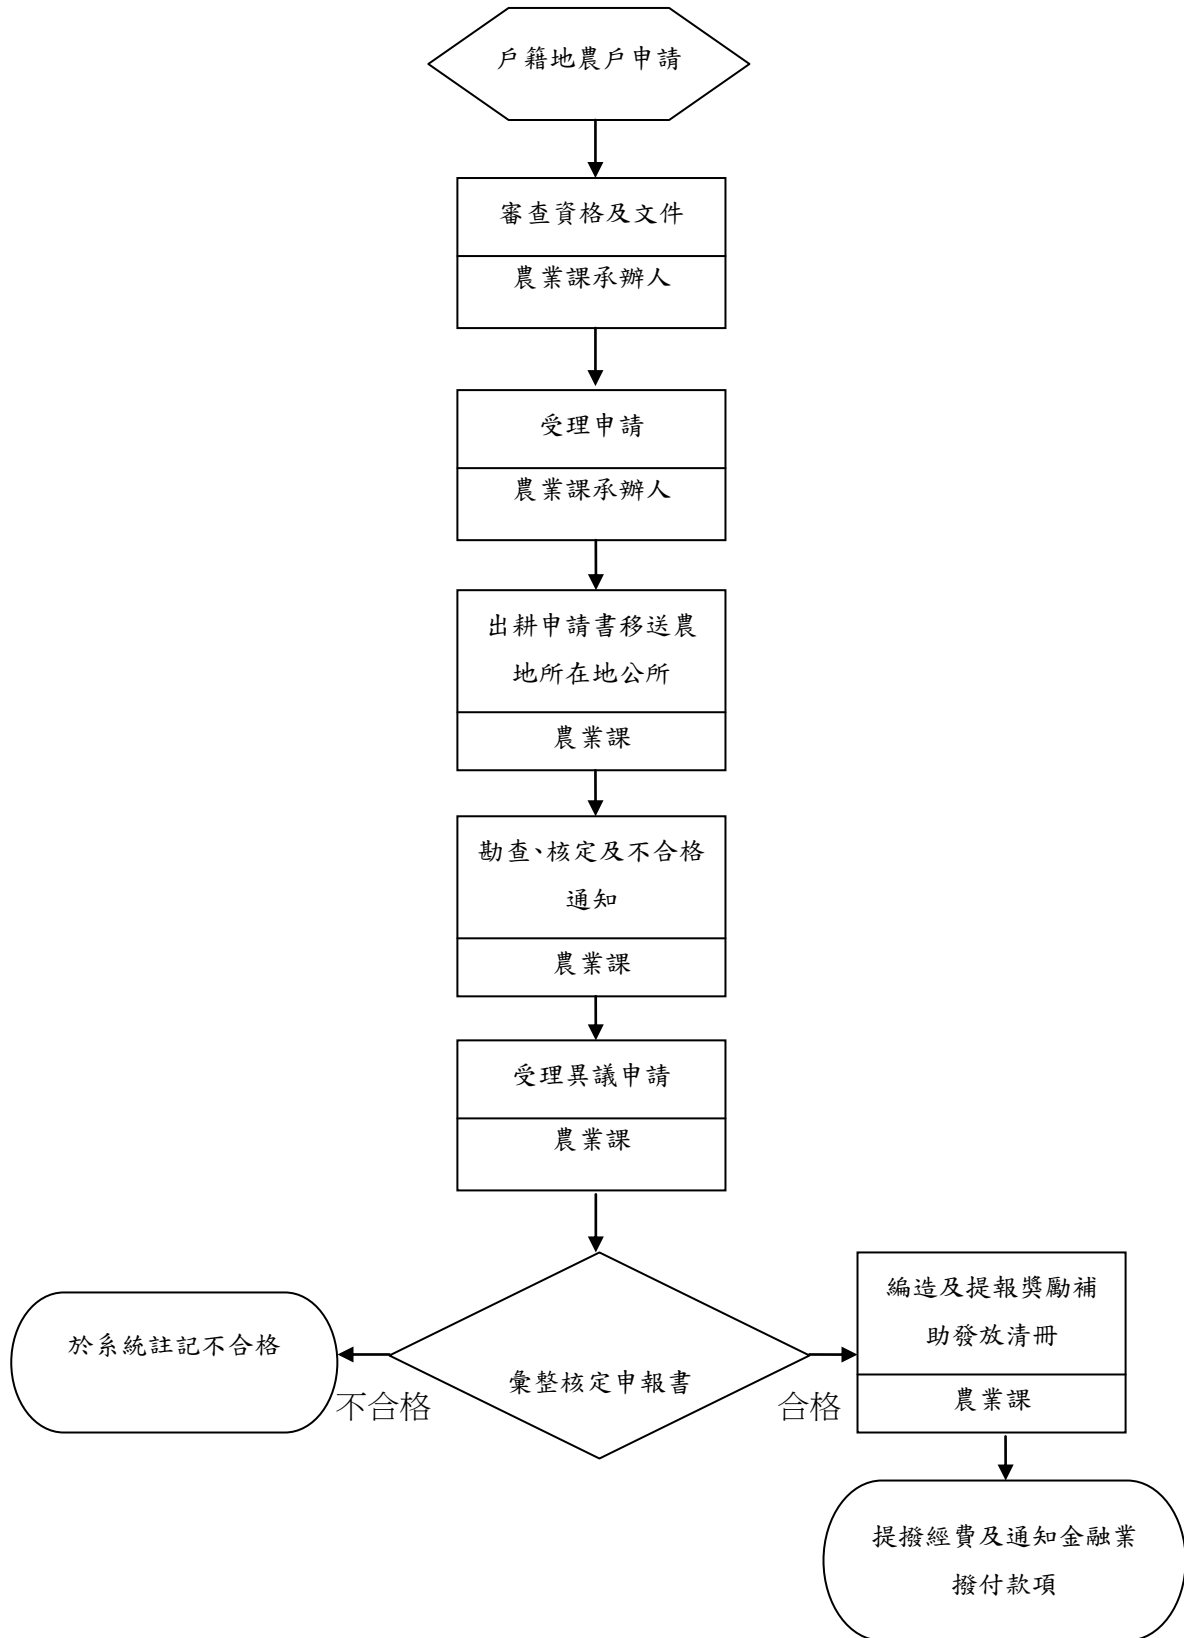 戶籍地農戶申請
審查資格及文件
農業課承辦人
受理申請
農業課承辦人
出耕申請書移送農
地所在地公所
農業課
勘查、核定及不合格
通知
農業課
受理異議申請
農業課
於系統註記不合格
不合格
彙整核定申報書
合格
編造及提報獎勵補
助發放清冊
農業課
提撥經費及通知金融業
撥付款項